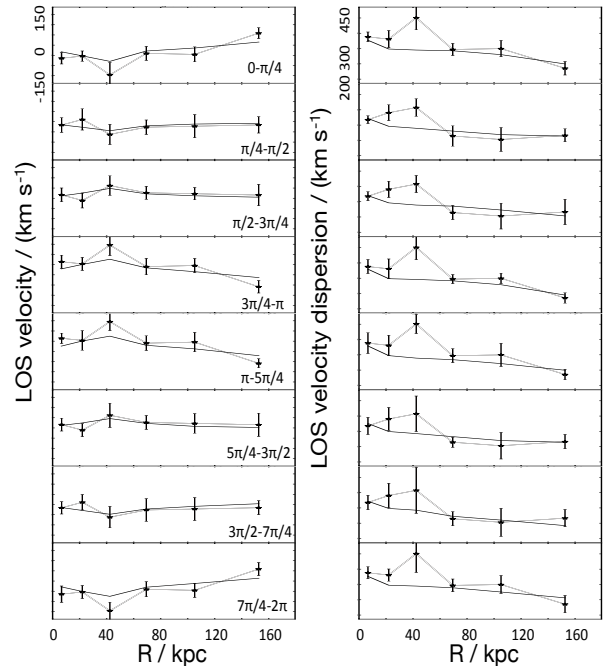 150
0
-150
LOS velocity / (km s-1)
0-π/4
π/4-π/2
π/2-3π/4
3π/4-π
π-5π/4
5π/4-3π/2
3π/2-7π/4
7π/4-2π
0 40 80 120 160
R / kpc
450
300
200 300
LOS velocity dispersion / (km s-1)
0 40 80 120 160
R / kpc